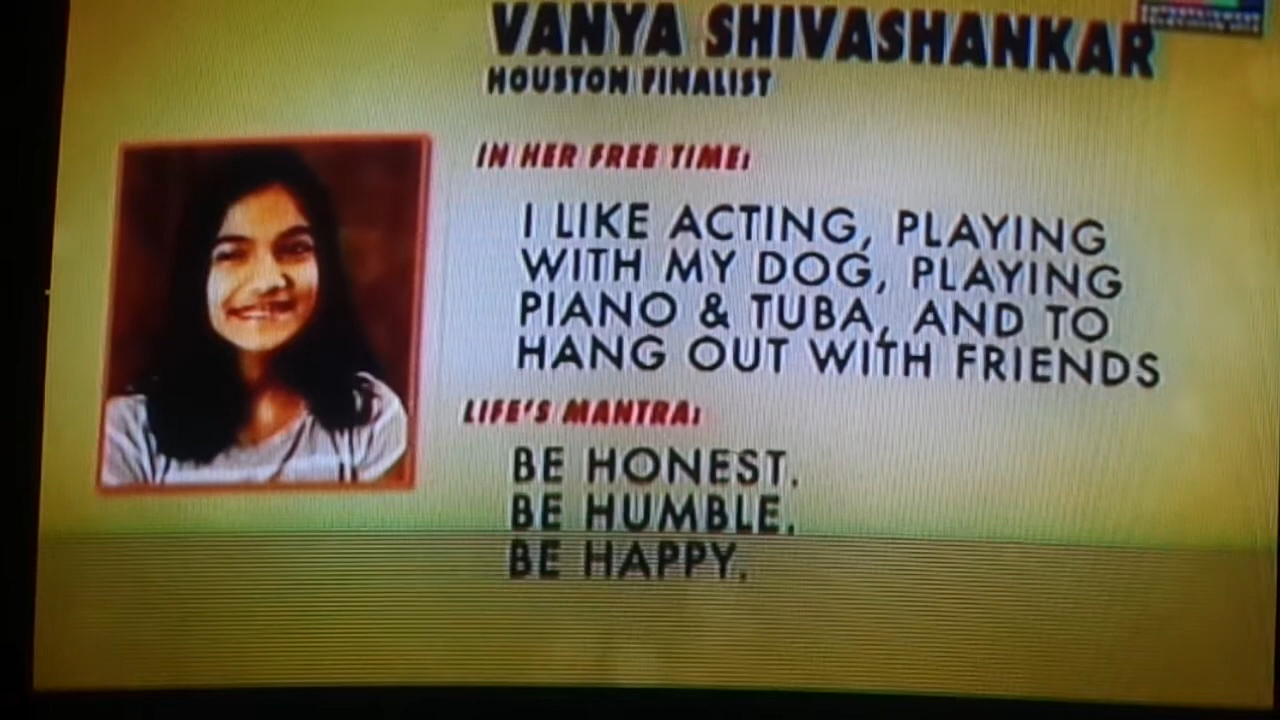 VANYA SHIVASHANKAR
HOUSTON FINALIST
IN HER FREE TIME:
I LIKE ACTING, PLAYING
WITH MY DOG, PLAYING
PIANO & TUBA, AND TO
HANG OUT WITH FRIENDS
LIFE'S MANTRA:
BE HONEST.
BE HUMBLE.
BE HAPPY.